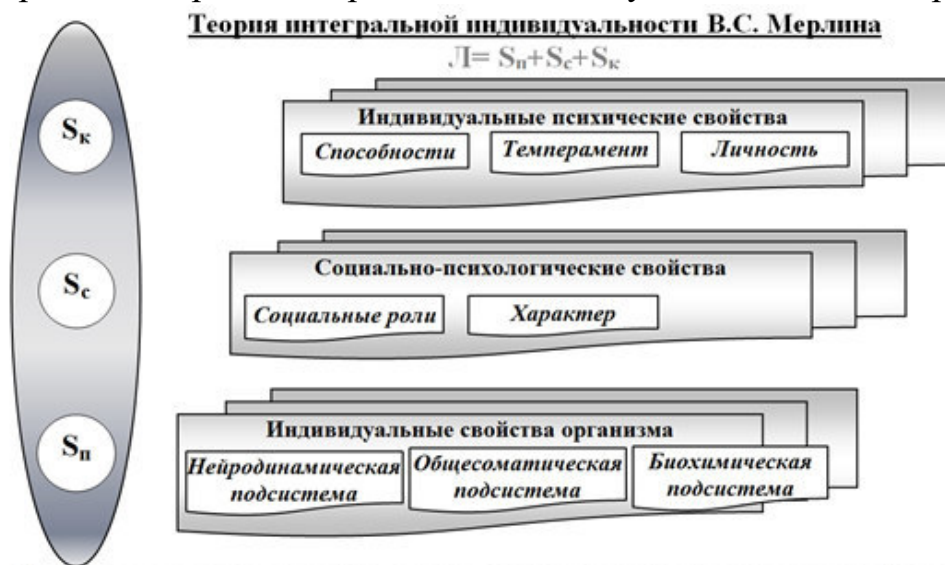 Теория интегральной индивидуальности В.С. Мерлина
Л= Sп+Sс+Sк
Sк
Индивидуальные психические свойства
Способности
Темперамент
Личность
Sс
Социально-психологические свойства
Социальные роли
Характер
Sп
Индивидуальные свойства организма
Нейродинамическая
подсистема
Общесоматическая
подсистема
Биохимическая
подсистема